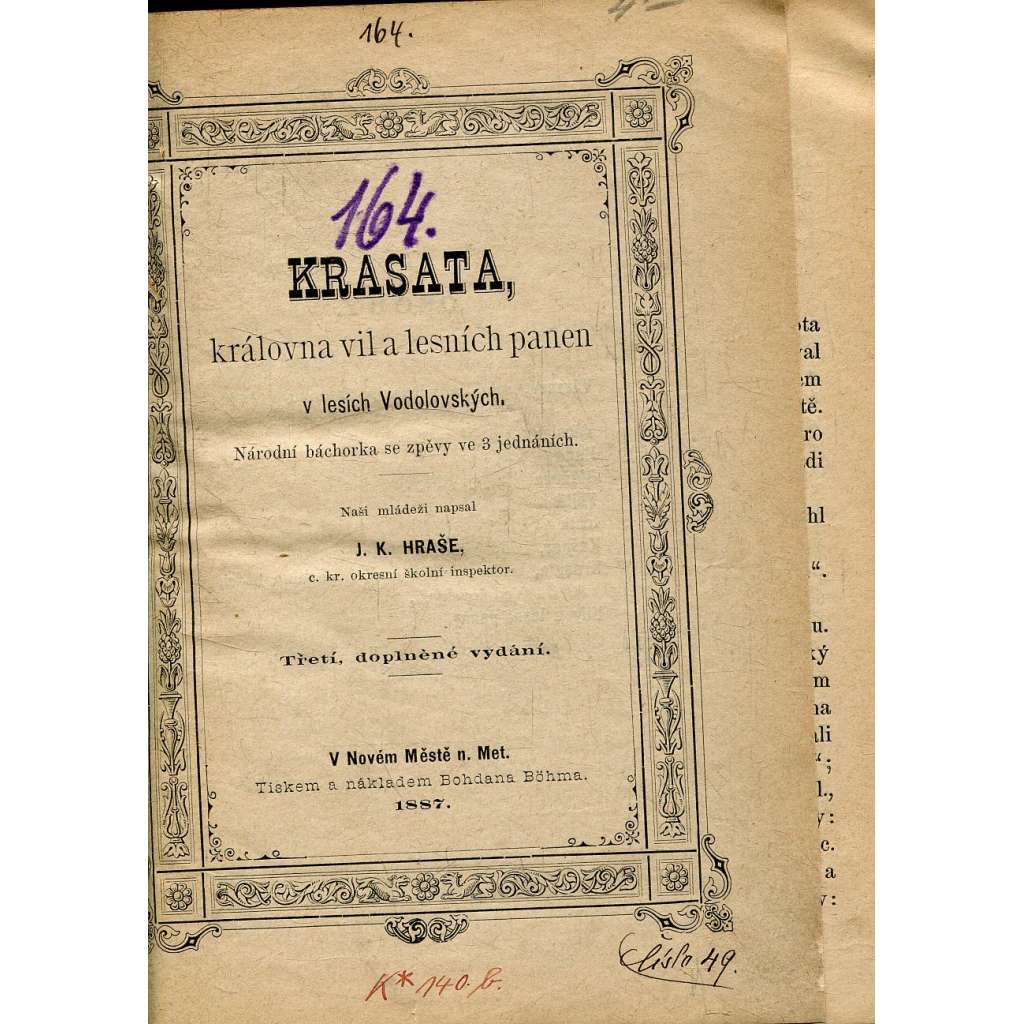 164.
164.
KRASATA,
královna vil a lesních panen
v lesích Vodolovských.
Národní báchorka se zpěvy ve 3 jednáních.
Naší mládeži napsal
J. K. HRAŠE,
c. kr. okresní školní inspektor.
Třetí, doplněné vydání.
V Novém Městě n. Met.
Tiskem a nákladem Bohdana Böhma.
1887.
číslo 49.
K* 140. b.